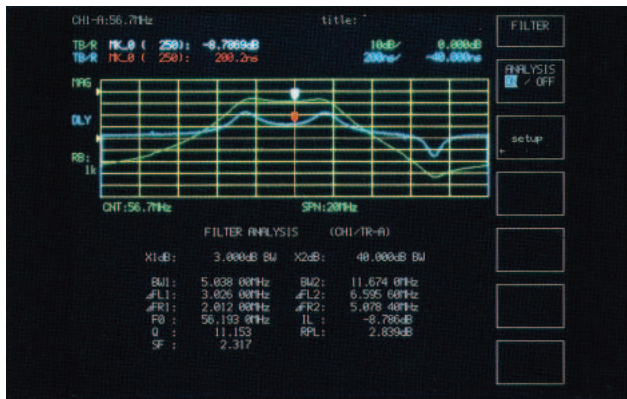 CH1-A:56.7MHz title:
FILTER
TB/R MK_0 ( 250): -8.7869dB 10dB/ 0.000dB
TB/R MK_0 ( 250): 200.2ns 200ns/ -40.000ns
ANALYSIS
ON / OFF
MAG
DLY
setup
RB:
1k
CNT:56.7MHz SPN:20MHz
FILTER ANALYSIS (CH1/TR-A)
X1dB: 3.000dB BW X2dB: 40.000dB BW
BW1: 5.038 00MHz BW2: 11.674 0MHz
⊿FL1: 3.026 00MHz ⊿FL2: 6.595 60MHz
⊿FR1: 2.012 00MHz ⊿FR2: 5.078 40MHz
F0 : 56.193 0MHz IL : -8.786dB
Q : 11.153 RPL: 2.839dB
SF : 2.317